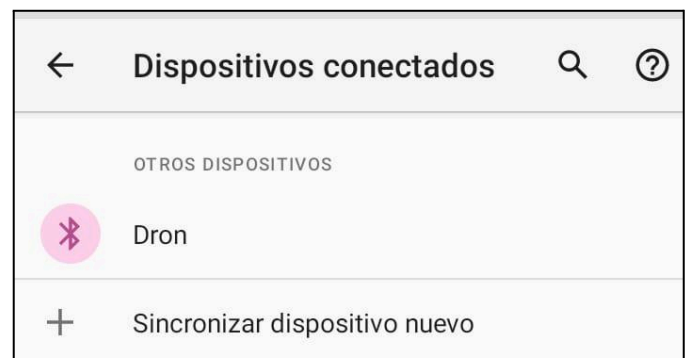 Dispositivos conectados
OTROS DISPOSITIVOS
Dron
Sincronizar dispositivo nuevo